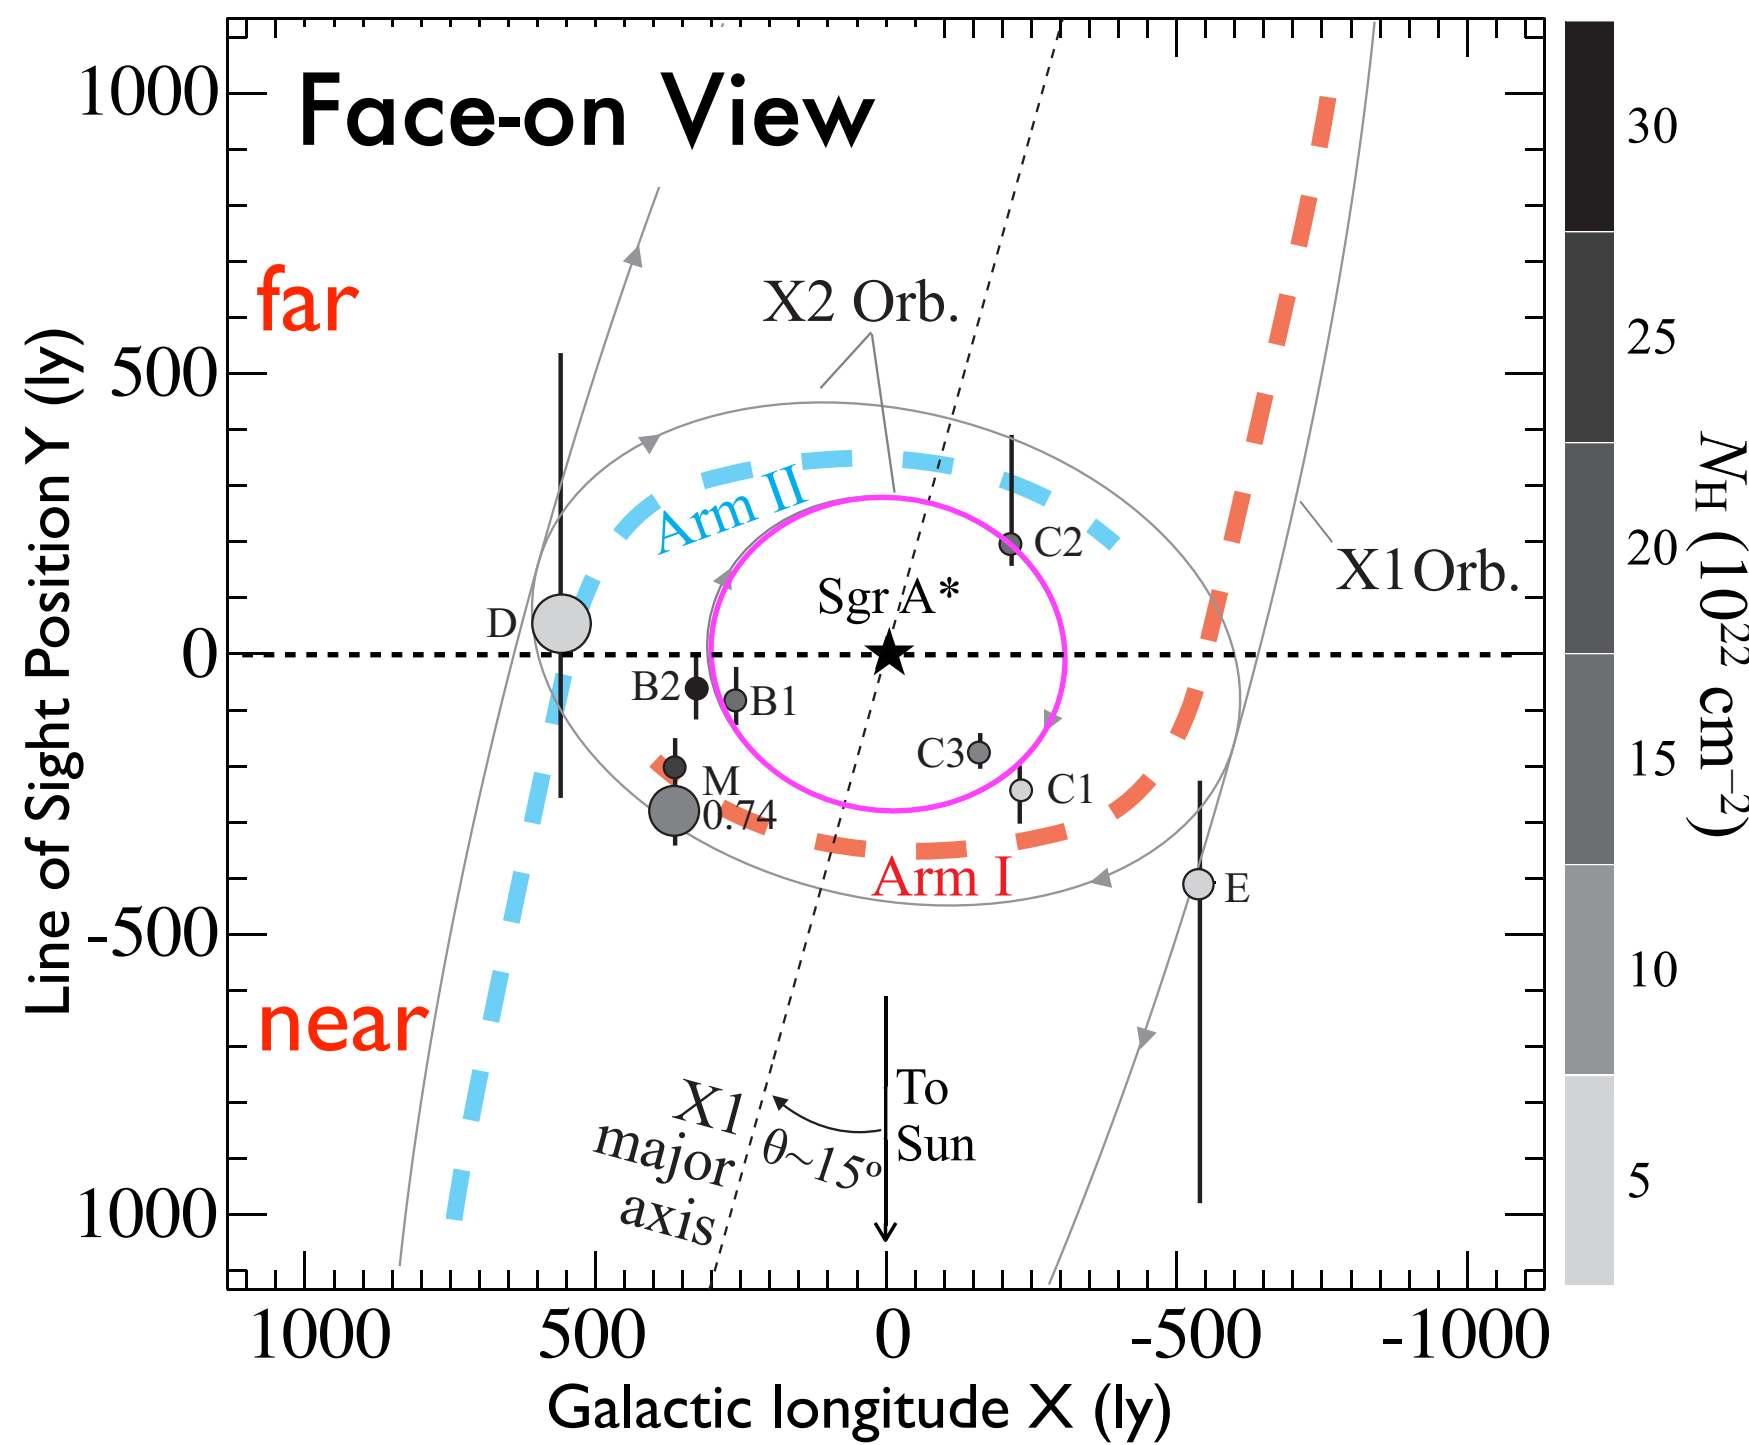 Face-on View
1000
500
0
-500
1000
Line of Sight Position Y (ly)
far
near
X2 Orb.
Arm II
Sgr A*
C2
X1Orb.
D
B2
B1
M
0.74
C3
C1
Arm I
E
To
Sun
X1
major
axis
θ~15°
1000
500
0
-500
-1000
Galactic longitude X (ly)
30
25
20
15
10
5
N_H (10^22 cm^−2)